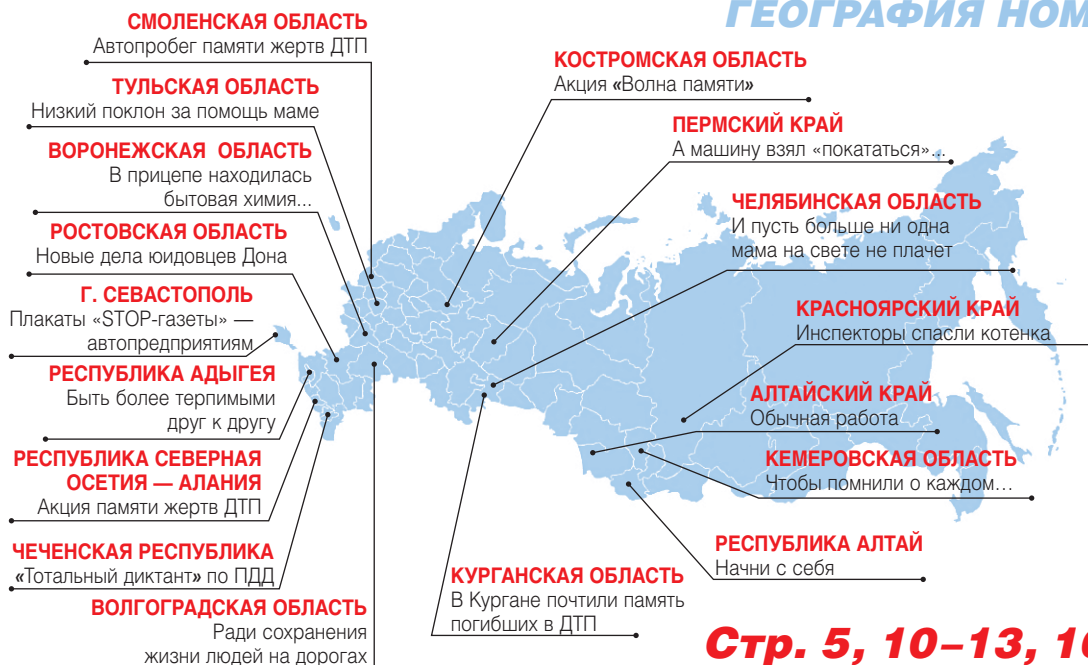 ГЕОГРАФИЯ НОМ
СМОЛЕНСКАЯ ОБЛАСТЬ
Автопробег памяти жертв ДТП
ТУЛЬСКАЯ ОБЛАСТЬ
Низкий поклон за помощь маме
ВОРОНЕЖСКАЯ ОБЛАСТЬ
В прицепе находилась
бытовая химия...
РОСТОВСКАЯ ОБЛАСТЬ
Новые дела юидовцев Дона
Г. СЕВАСТОПОЛЬ
Плакаты «STOP-газеты» —
автопредприятиям
РЕСПУБЛИКА АДЫГЕЯ
Быть более терпимыми
друг к другу
РЕСПУБЛИКА СЕВЕРНАЯ
ОСЕТИЯ — АЛАНИЯ
Акция памяти жертв ДТП
ЧЕЧЕНСКАЯ РЕСПУБЛИКА
«Тотальный диктант» по ПДД
ВОЛГОГРАДСКАЯ ОБЛАСТЬ
Ради сохранения
жизни людей на дорогах
КОСТРОМСКАЯ ОБЛАСТЬ
Акция «Волна памяти»
ПЕРМСКИЙ КРАЙ
А машину взял «покататься»...
ЧЕЛЯБИНСКАЯ ОБЛАСТЬ
И пусть больше ни одна
мама на свете не плачет
КРАСНОЯРСКИЙ КРАЙ
Инспекторы спасли котенка
АЛТАЙСКИЙ КРАЙ
Обычная работа
КЕМЕРОВСКАЯ ОБЛАСТЬ
Чтобы помнили о каждом...
РЕСПУБЛИКА АЛТАЙ
Начни с себя
КУРГАНСКАЯ ОБЛАСТЬ
В Кургане почтили память
погибших в ДТП
Стр. 5, 10–13, 16